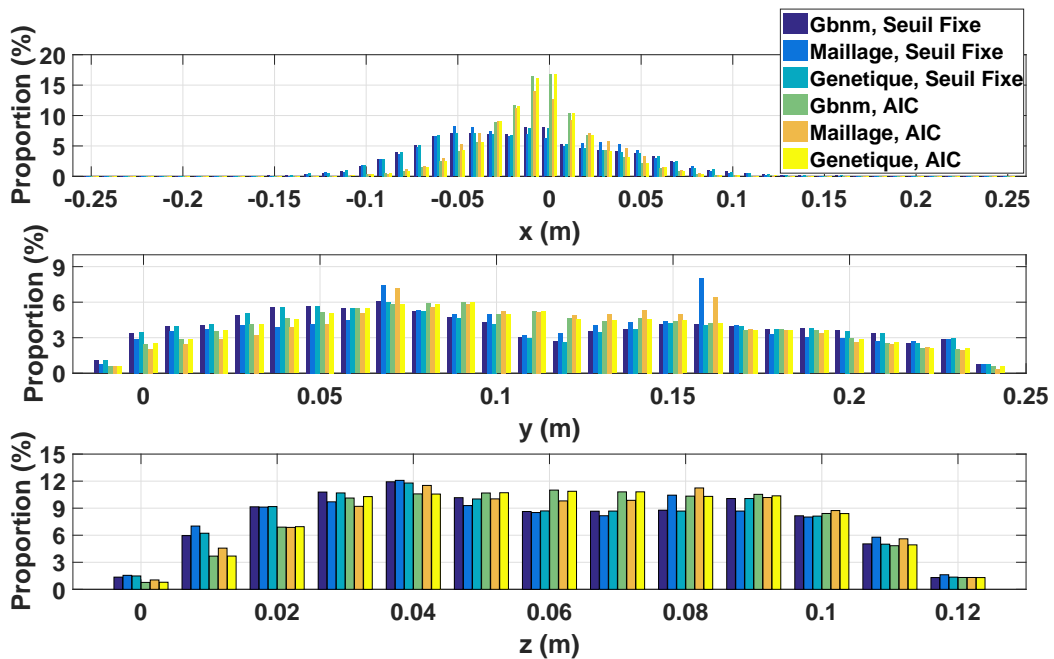 Gbnm, Seuil Fixe
Maillage, Seuil Fixe
Genetique, Seuil Fixe
Gbnm, AIC
Maillage, AIC
Genetique, AIC
Proportion (%)
20
15
10
5
0
-0.25 -0.2 -0.15 -0.1 -0.05 0 0.05 0.1 0.15 0.2 0.25
x (m)
Proportion (%)
9
6
3
0
0 0.05 0.1 0.15 0.2 0.25
y (m)
Proportion (%)
15
12
9
6
3
0
0 0.02 0.04 0.06 0.08 0.1 0.12
z (m)